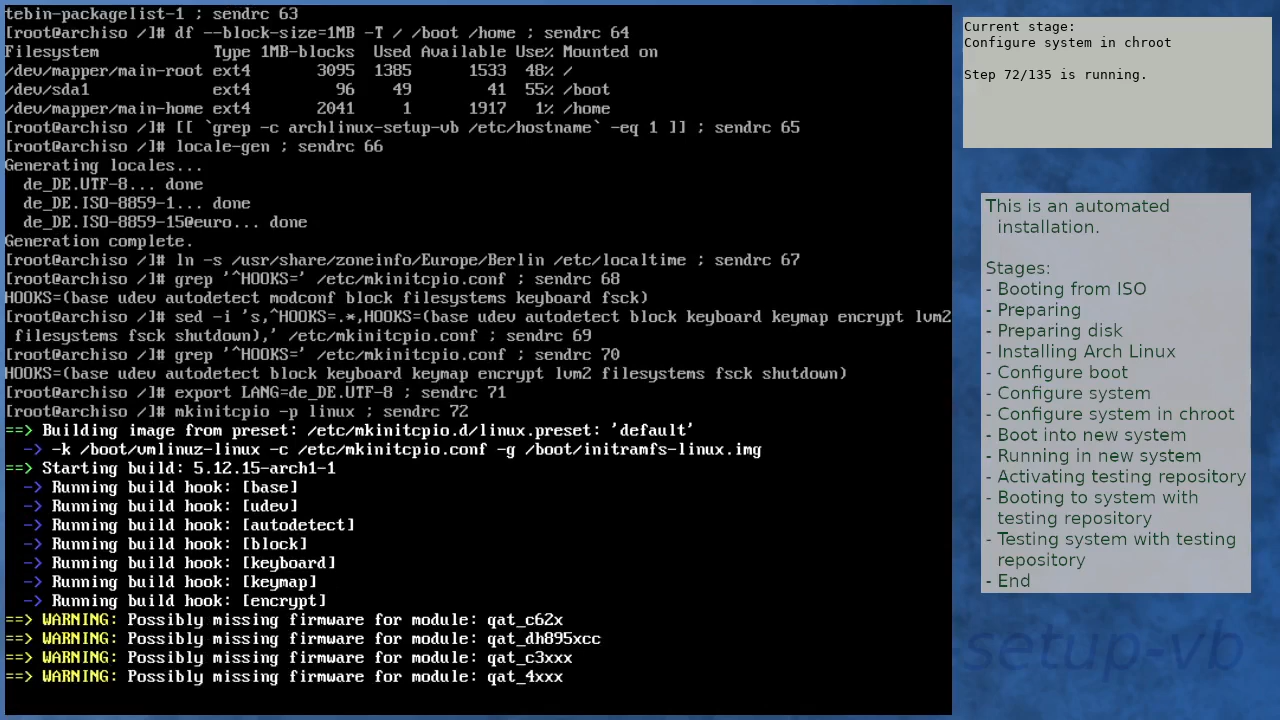 tebin-packagelist-1 ; sendrc 63
[root@archiso /]# df --block-size=1MB -T / /boot /home ; sendrc 64
Filesystem            Type 1MB-blocks  Used Available Use% Mounted on
/dev/mapper/main-root ext4       3095  1385      1533  48% /
/dev/sda1             ext4         96    49        41  55% /boot
/dev/mapper/main-home ext4       2041     1      1917   1% /home
[root@archiso /]# [[ `grep -c archlinux-setup-vb /etc/hostname` -eq 1 ]] ; sendrc 65
[root@archiso /]# locale-gen ; sendrc 66
Generating locales...
  de_DE.UTF-8... done
  de_DE.ISO-8859-1... done
  de_DE.ISO-8859-15@euro... done
Generation complete.
[root@archiso /]# ln -s /usr/share/zoneinfo/Europe/Berlin /etc/localtime ; sendrc 67
[root@archiso /]# grep '^HOOKS=' /etc/mkinitcpio.conf ; sendrc 68
HOOKS=(base udev autodetect modconf block filesystems keyboard fsck)
[root@archiso /]# sed -i 's,^HOOKS=.*,HOOKS=(base udev autodetect block keyboard keymap encrypt lvm2
 filesystems fsck shutdown),' /etc/mkinitcpio.conf ; sendrc 69
[root@archiso /]# grep '^HOOKS=' /etc/mkinitcpio.conf ; sendrc 70
HOOKS=(base udev autodetect block keyboard keymap encrypt lvm2 filesystems fsck shutdown)
[root@archiso /]# export LANG=de_DE.UTF-8 ; sendrc 71
[root@archiso /]# mkinitcpio -p linux ; sendrc 72
==> Building image from preset: /etc/mkinitcpio.d/linux.preset: 'default'
  -> -k /boot/vmlinuz-linux -c /etc/mkinitcpio.conf -g /boot/initramfs-linux.img
==> Starting build: 5.12.15-arch1-1
  -> Running build hook: [base]
  -> Running build hook: [udev]
  -> Running build hook: [autodetect]
  -> Running build hook: [block]
  -> Running build hook: [keyboard]
  -> Running build hook: [keymap]
  -> Running build hook: [encrypt]
==> WARNING: Possibly missing firmware for module: qat_c62x
==> WARNING: Possibly missing firmware for module: qat_dh895xcc
==> WARNING: Possibly missing firmware for module: qat_c3xxx
==> WARNING: Possibly missing firmware for module: qat_4xxx
Current stage:
Configure system in chroot
Step 72/135 is running.
This is an automated
installation.
Stages:
- Booting from ISO
- Preparing
- Preparing disk
- Installing Arch Linux
- Configure boot
- Configure system
- Configure system in chroot
- Boot into new system
- Running in new system
- Activating testing repository
- Booting to system with
testing repository
- Testing system with testing
repository
- End
setup-vb